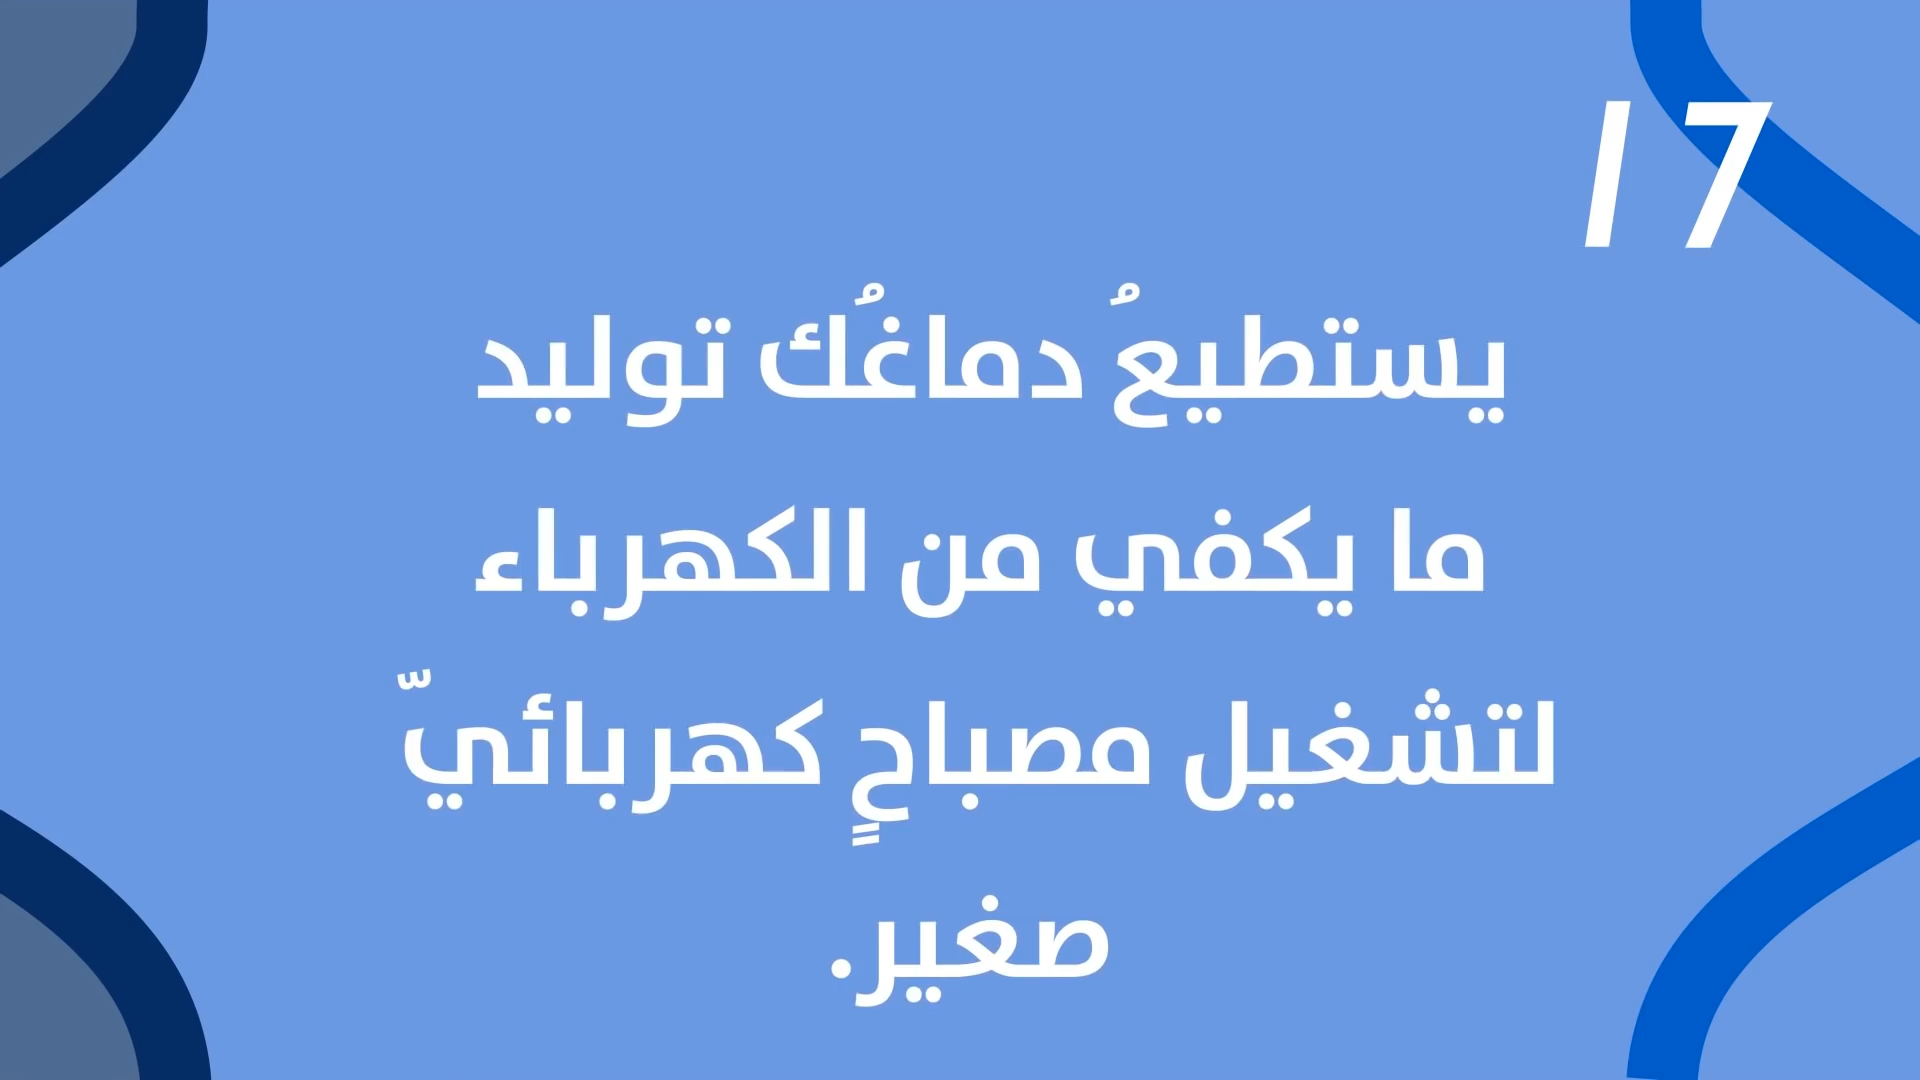 17
يستطيعُ دماغُك توليد
ما يكفي من الكهرباء
لتشغيل مصباحٍ كهربائيّ
صغير.